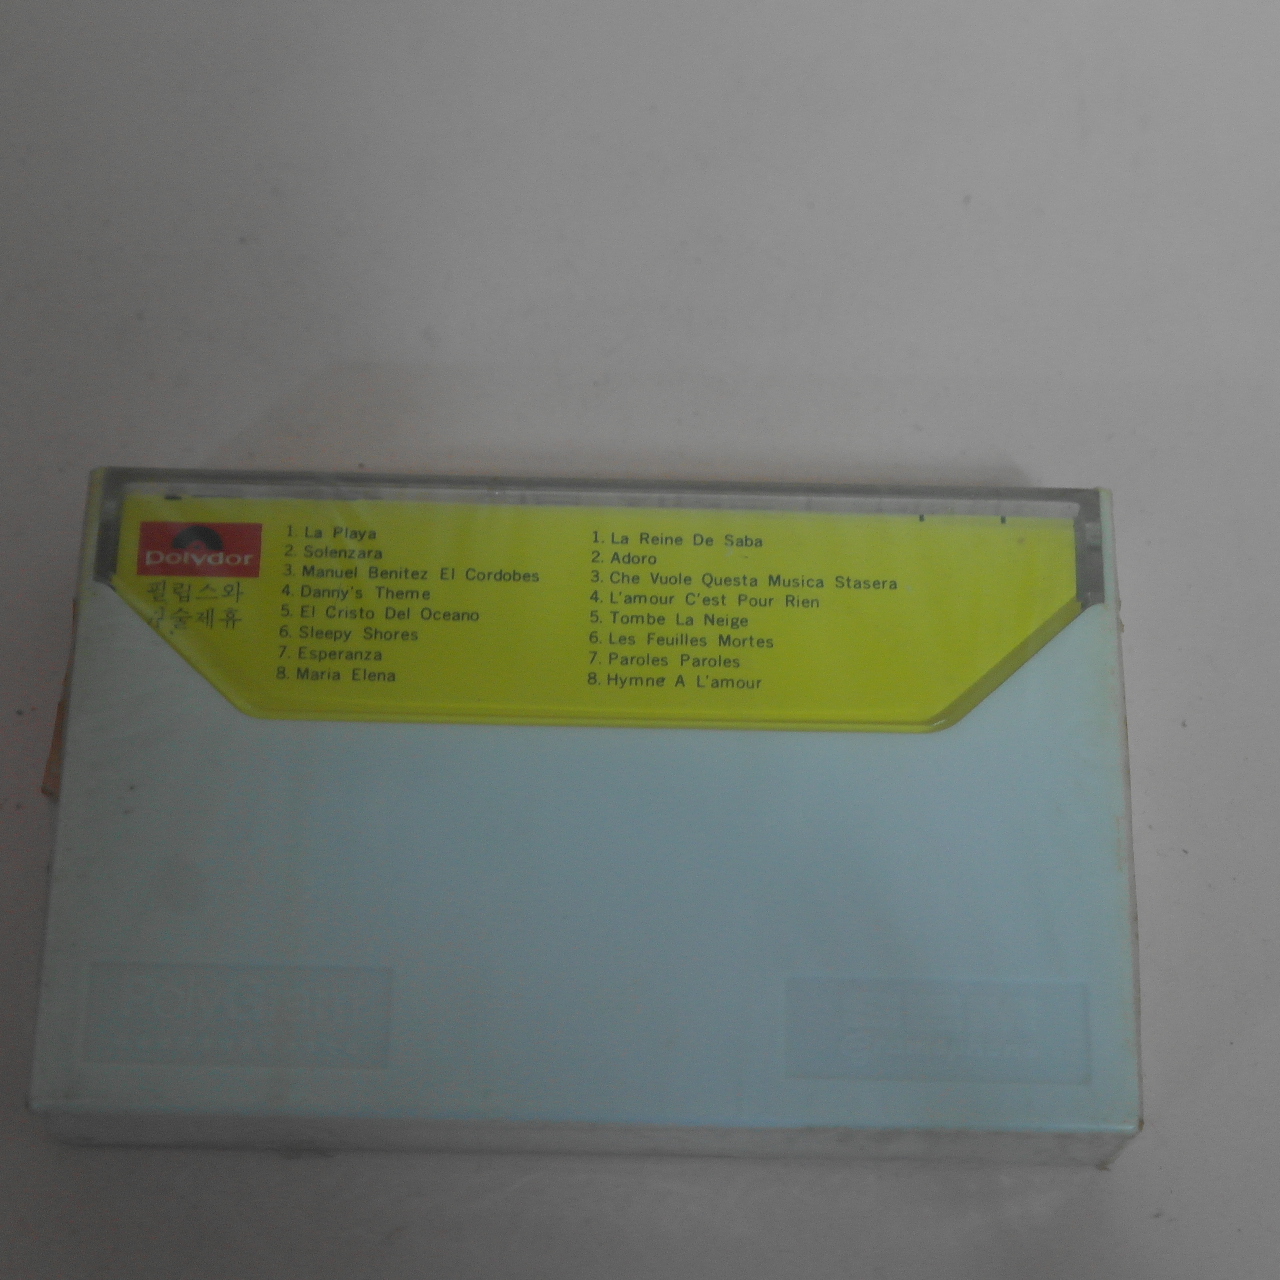 Polydor
필립스와
기술제휴
1. La Playa
2. Solenzara
3. Manuel Benitez El Cordobes
4. Danny's Theme
5. El Cristo Del Oceano
6. Sleepy Shores
7. Esperanza
8. Maria Elena
1. La Reine De Saba
2. Adoro
3. Che Vuole Questa Musica Stasera
4. L'amour C'est Pour Rien
5. Tombe La Neige
6. Les Feuilles Mortes
7. Paroles Paroles
8. Hymne A L'amour
PolyGram